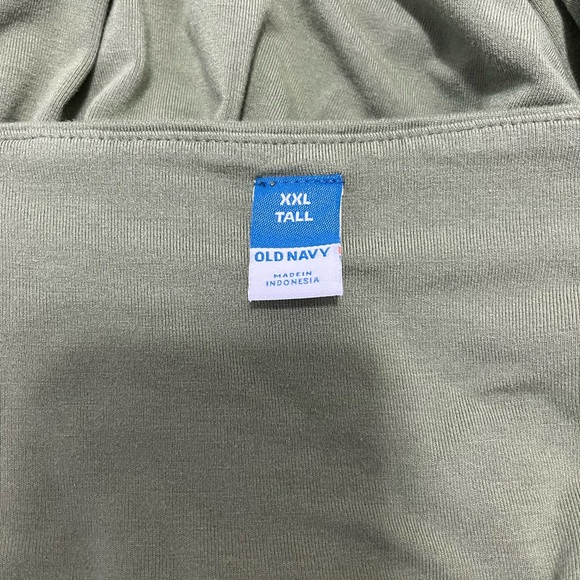 XXL
TALL
OLD NAVY
MADE IN
INDONESIA